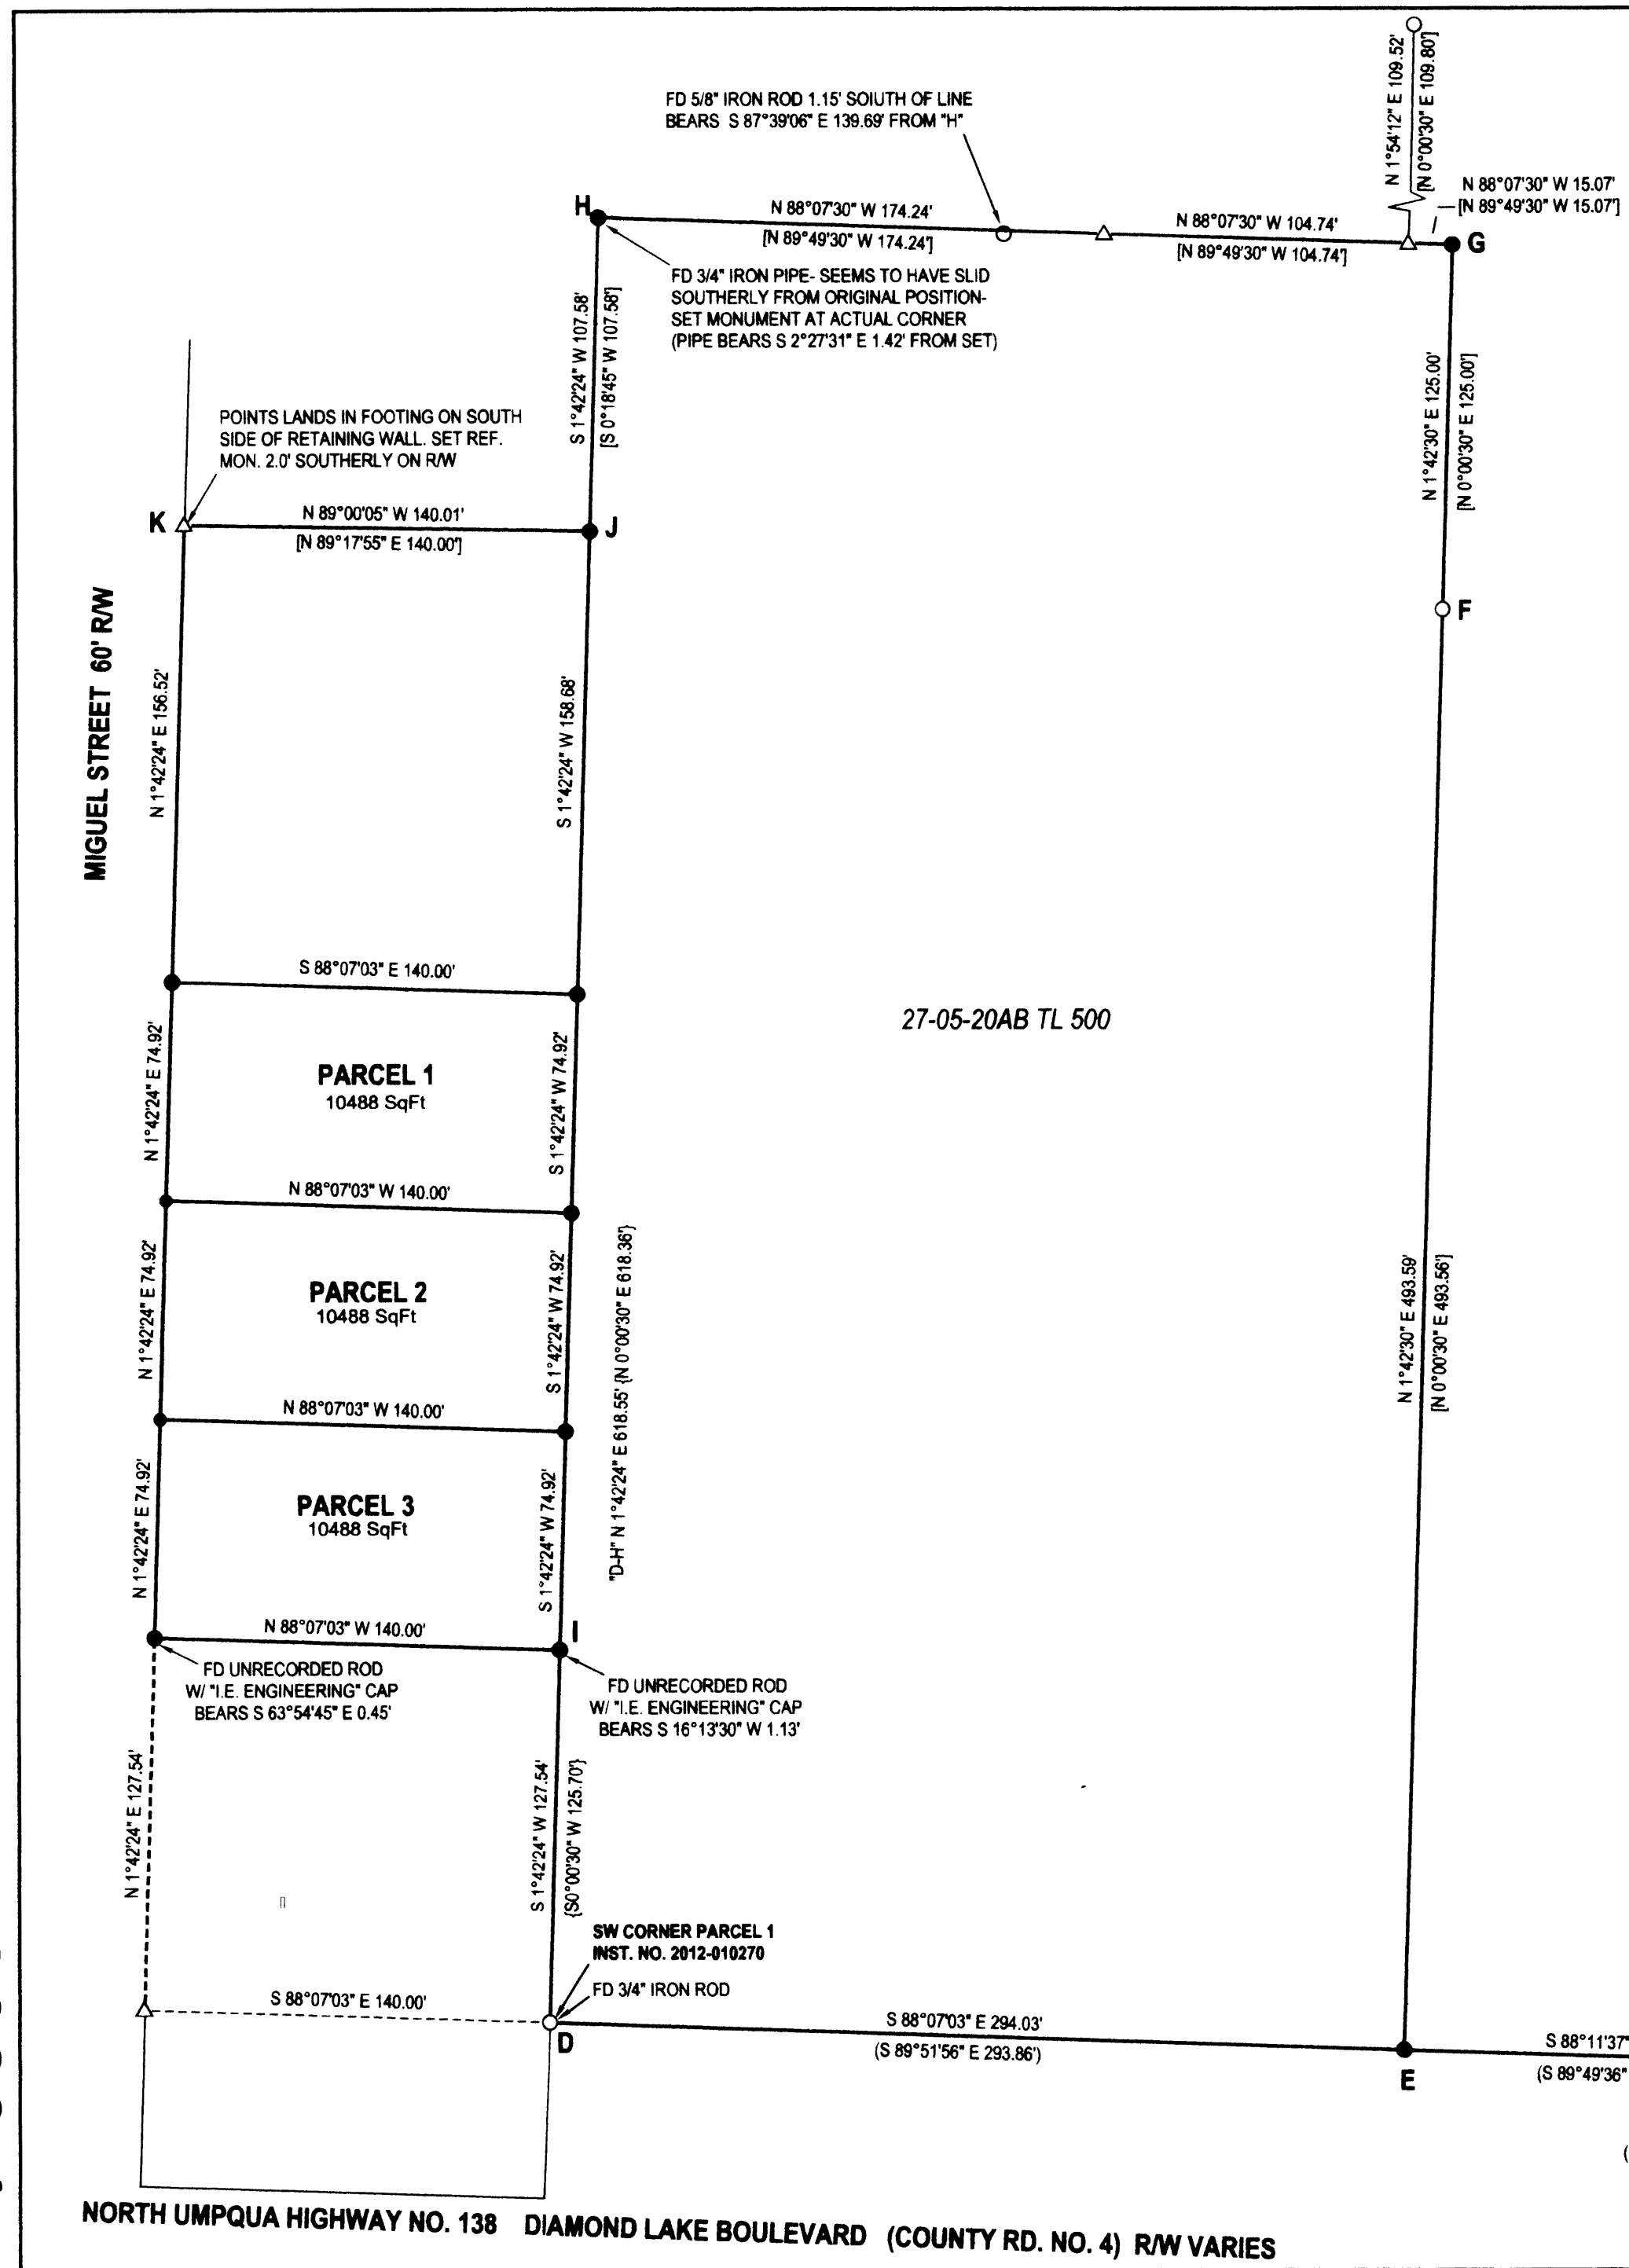 N 1°54'12" E 109.52'
[N 0°00'30" E 109.80']
FD 5/8" IRON ROD 1.15' SOIUTH OF LINE
BEARS S 87°39'06" E 139.69' FROM "H"
N 88°07'30" W 15.07'
[N 89°49'30" W 15.07']
H
N 88°07'30" W 174.24'
[N 89°49'30" W 174.24']
N 88°07'30" W 104.74'
[N 89°49'30" W 104.74']
G
FD 3/4" IRON PIPE- SEEMS TO HAVE SLID
SOUTHERLY FROM ORIGINAL POSITION-
SET MONUMENT AT ACTUAL CORNER
(PIPE BEARS S 2°27'31" E 1.42' FROM SET)
S 1°42'24" W 107.58'
[S 0°18'45" W 107.58']
N 1°42'30" E 125.00'
[N 0°00'30" E 125.00']
POINTS LANDS IN FOOTING ON SOUTH
SIDE OF RETAINING WALL. SET REF.
MON. 2.0' SOUTHERLY ON R/W
K
N 89°00'05" W 140.01'
[N 89°17'55" E 140.00']
J
F
MIGUEL STREET 60' R/W
N 1°42'24" E 156.52'
S 1°42'24" W 158.68'
S 88°07'03" E 140.00'
27-05-20AB TL 500
N 1°42'24" E 74.92'
PARCEL 1
10488 SqFt
S 1°42'24" W 74.92'
N 88°07'03" W 140.00'
N 1°42'24" E 74.92'
PARCEL 2
10488 SqFt
S 1°42'24" W 74.92'
"D-H" N 1°42'24" E 618.55' {N 0°00'30" E 618.36'}
N 1°42'30" E 493.59'
[N 0°00'30" E 493.56']
N 88°07'03" W 140.00'
N 1°42'24" E 74.92'
PARCEL 3
10488 SqFt
S 1°42'24" W 74.92'
N 88°07'03" W 140.00'
I
FD UNRECORDED ROD
W/ "I.E. ENGINEERING" CAP
BEARS S 63°54'45" E 0.45'
FD UNRECORDED ROD
W/ "I.E. ENGINEERING" CAP
BEARS S 16°13'30" W 1.13'
N 1°42'24" E 127.54'
S 1°42'24" W 127.54'
{S0°00'30" W 125.70'}
SW CORNER PARCEL 1
INST. NO. 2012-010270
FD 3/4" IRON ROD
S 88°07'03" E 140.00'
D
S 88°07'03" E 294.03'
(S 89°51'56" E 293.86')
E
S 88°11'37"
(S 89°49'36"
(
NORTH UMPQUA HIGHWAY NO. 138 DIAMOND LAKE BOULEVARD (COUNTY RD. NO. 4) R/W VARIES